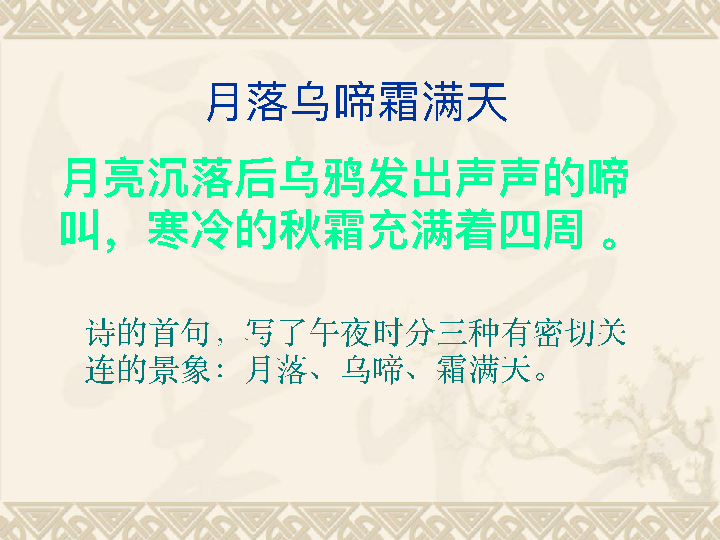 月落乌啼霜满天
月亮沉落后乌鸦发出声声的啼
叫，寒冷的秋霜充满着四周 。
诗的首句，写了午夜时分三种有密切关
连的景象：月落、乌啼、霜满天。